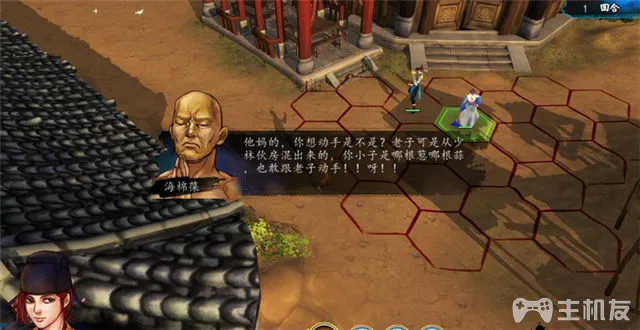 1 回合
他妈的，你想动手是不是？老子可是从少
林伙房混出来的，你小子是哪根葱哪根蒜
，也敢跟老子动手！！呀！！
海棉葆
主机友